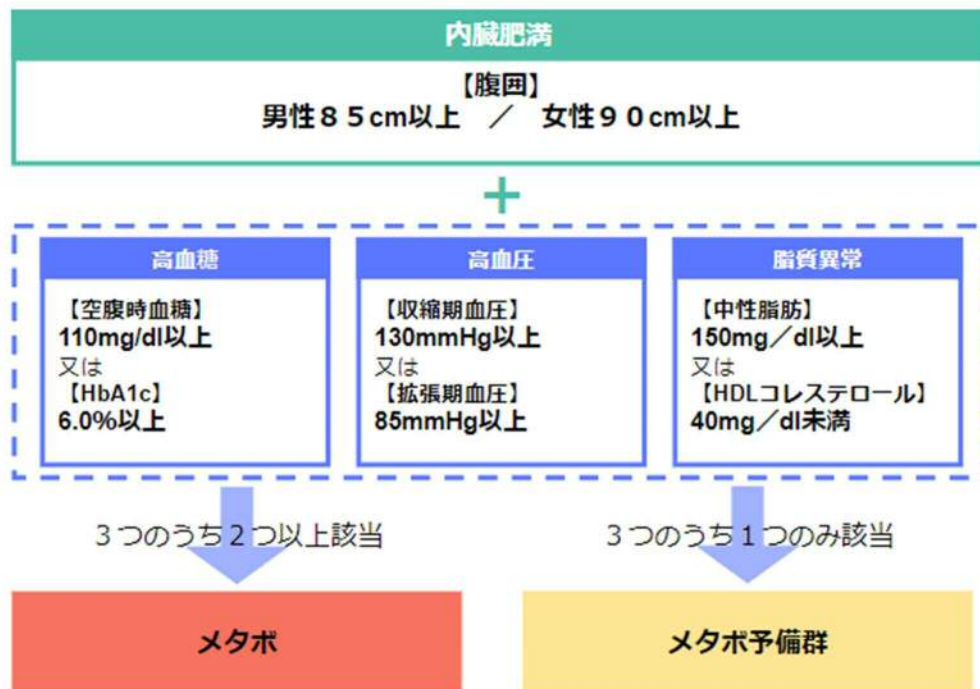 内臓肥満
【腹囲】
男性８５cm以上　／　女性９０cm以上
＋
高血糖
【空腹時血糖】
110mg/dl以上
又は
【HbA1c】
6.0%以上
高血圧
【収縮期血圧】
130mmHg以上
又は
【拡張期血圧】
85mmHg以上
脂質異常
【中性脂肪】
150mg／dl以上
又は
【HDLコレステロール】
40mg／dl未満
３つのうち２つ以上該当
３つのうち１つのみ該当
メタボ
メタボ予備群